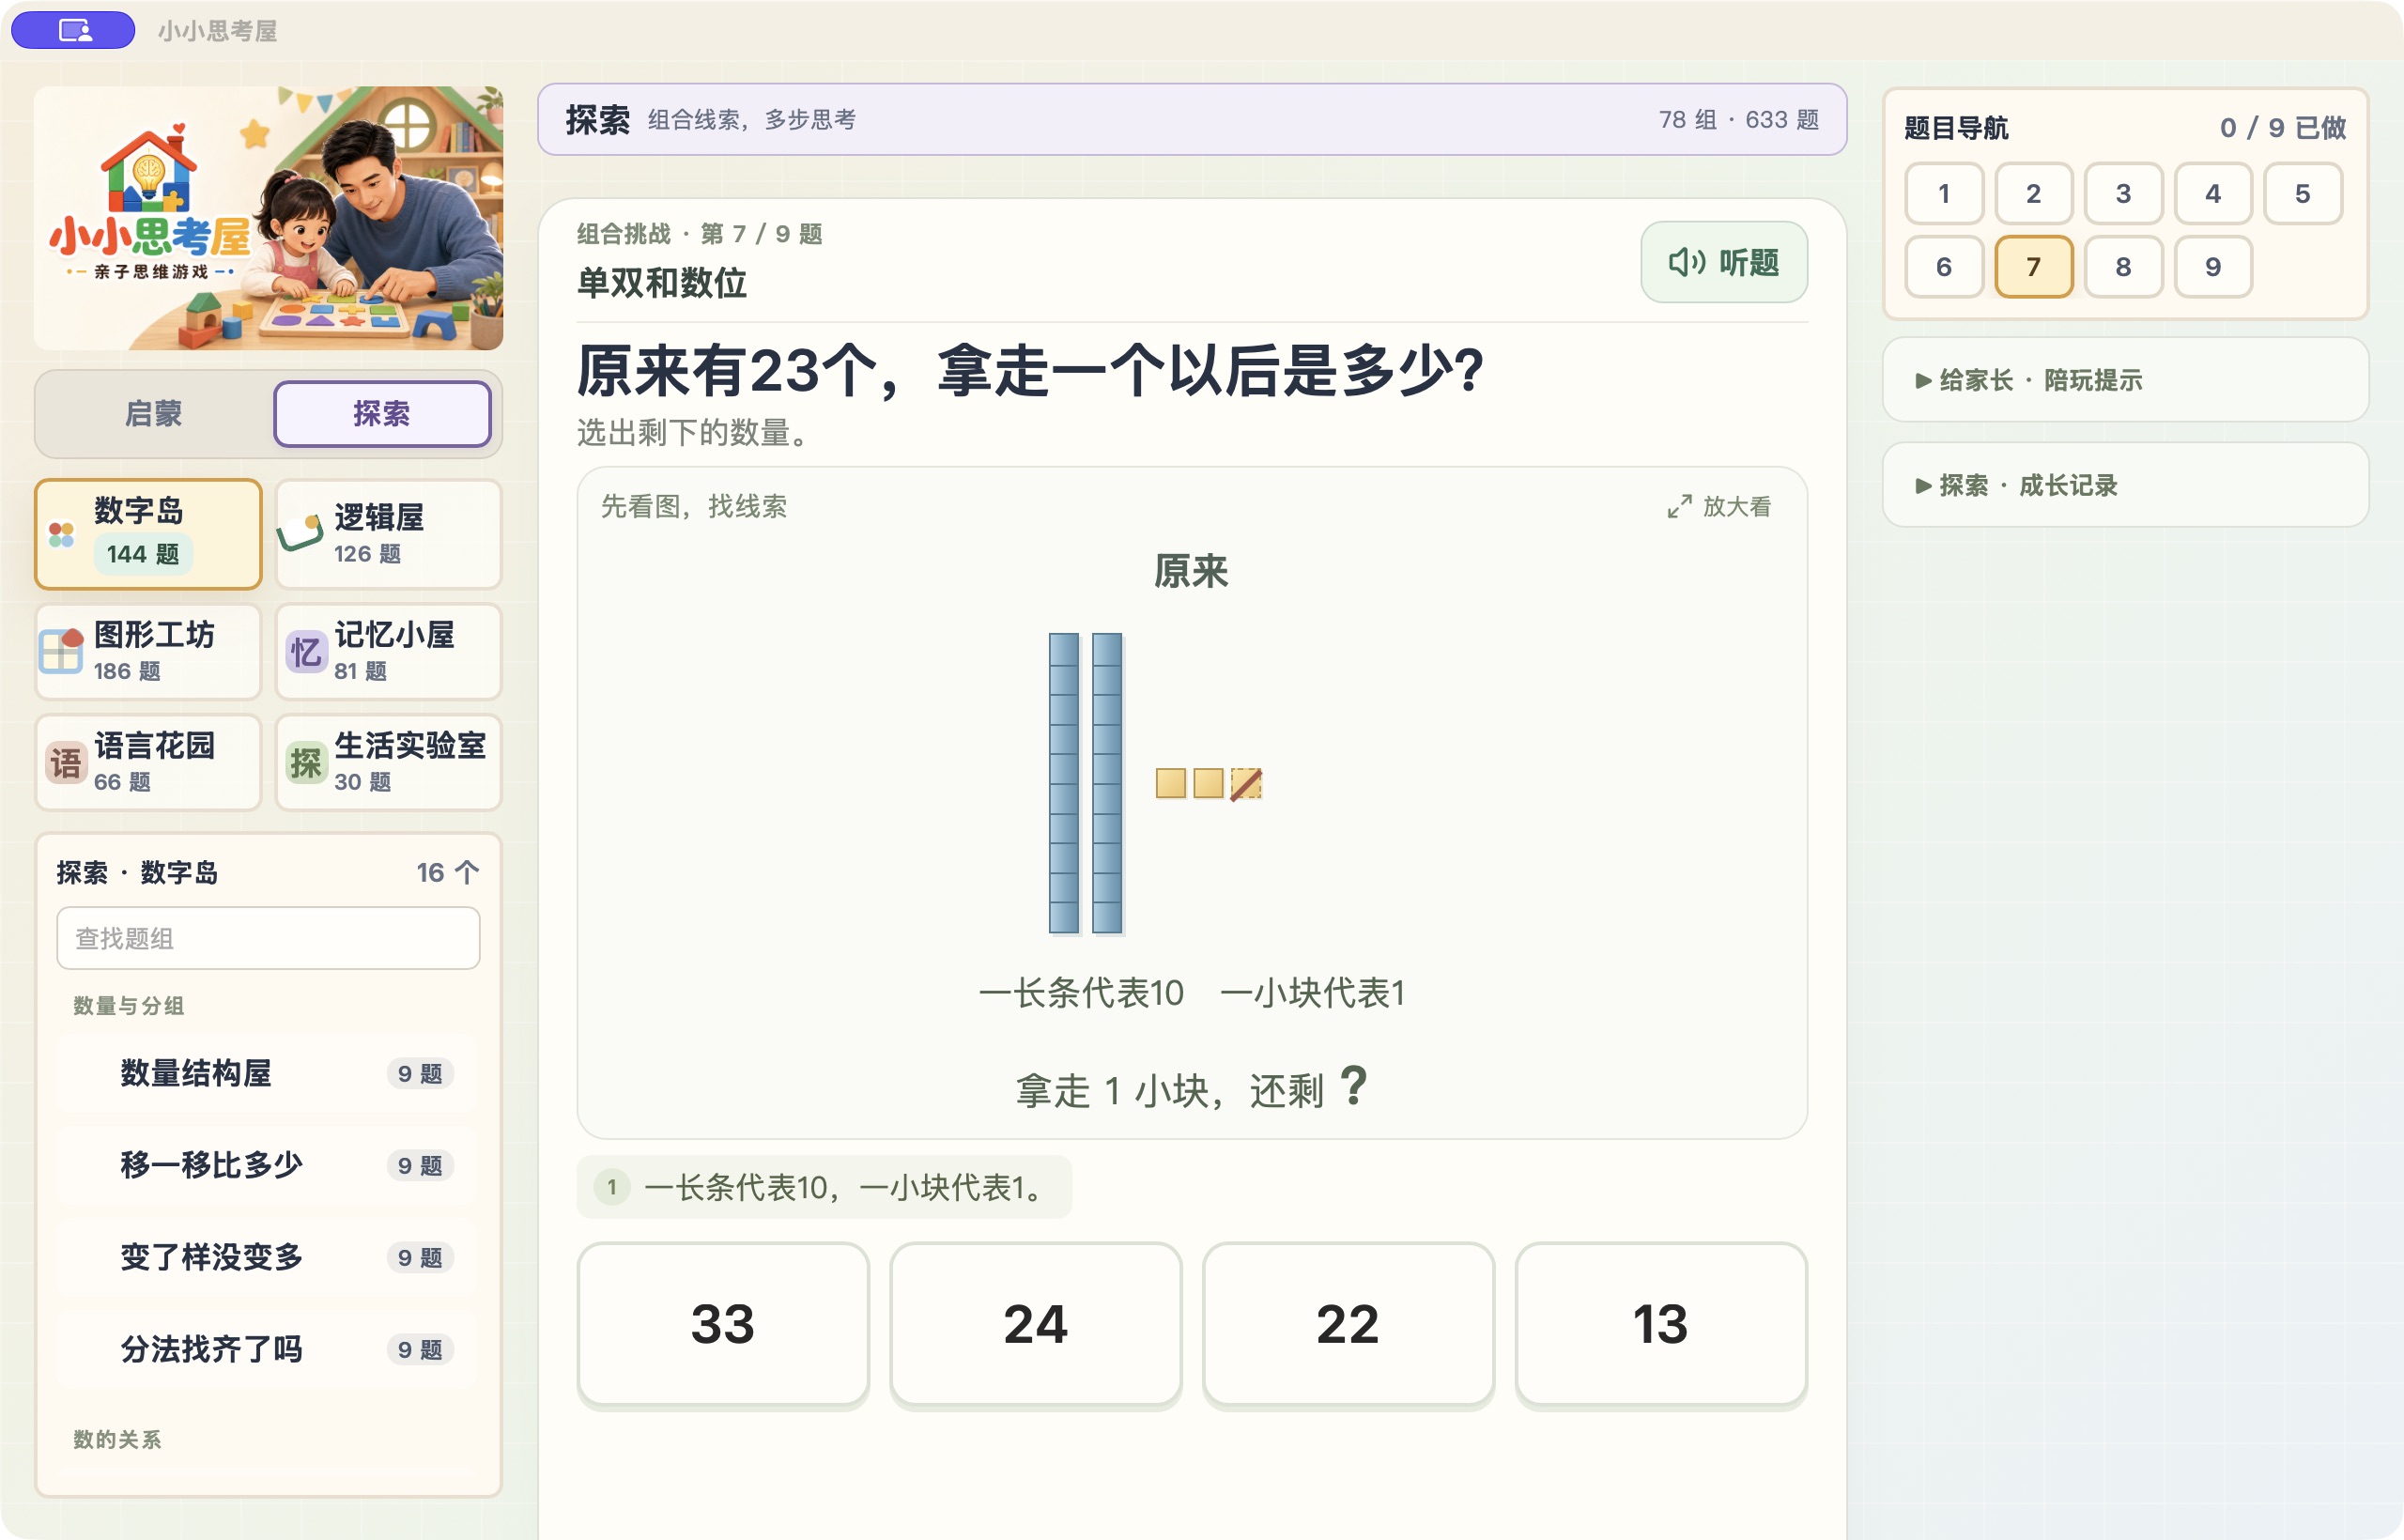 小小思考屋
小小思考屋
亲子思维游戏
启蒙
探索
数字岛
144 题
逻辑屋
126 题
图形工坊
186 题
忆
记忆小屋
81 题
语
语言花园
66 题
探
生活实验室
30 题
探索 · 数字岛
16 个
查找题组
数量与分组
数量结构屋
9 题
移一移比多少
9 题
变了样没变多
9 题
分法找齐了吗
9 题
数的关系
探索 组合线索，多步思考
78 组 · 633 题
组合挑战 · 第 7 / 9 题
单双和数位
听题
原来有23个，拿走一个以后是多少？
选出剩下的数量。
先看图，找线索
放大看
原来
一长条代表10 一小块代表1
拿走 1 小块，还剩 ?
1 一长条代表10，一小块代表1。
33
24
22
13
题目导航
0 / 9 已做
1 2 3 4 5
6 7 8 9
给家长 · 陪玩提示
探索 · 成长记录